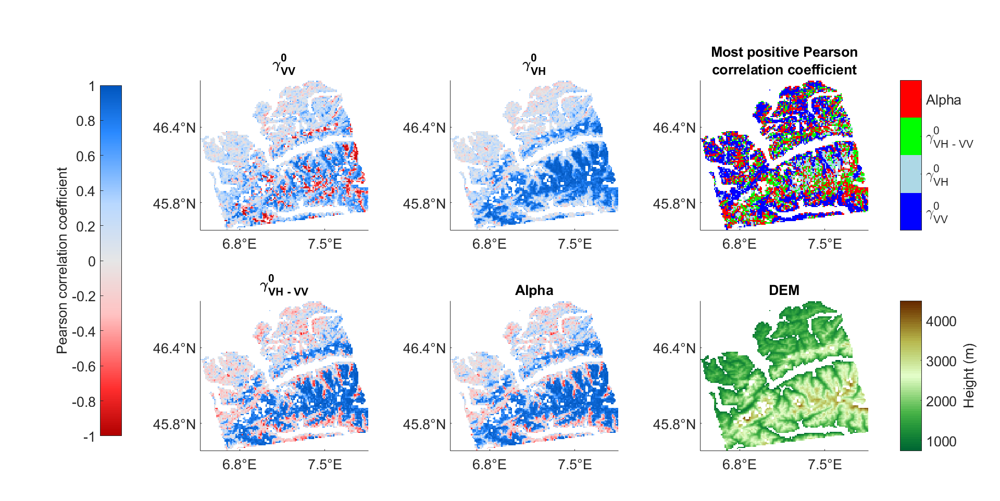 γ⁰VV
γ⁰VH
Most positive Pearson
correlation coefficient
Pearson correlation coefficient
1
0.8
0.6
0.4
0.2
0
-0.2
-0.4
-0.6
-0.8
-1
46.4°N
45.8°N
6.8°E
7.5°E
46.4°N
45.8°N
6.8°E
7.5°E
46.4°N
45.8°N
6.8°E
7.5°E
Alpha
γ⁰VH - VV
γ⁰VH
γ⁰VV
γ⁰VH - VV
Alpha
DEM
46.4°N
45.8°N
6.8°E
7.5°E
46.4°N
45.8°N
6.8°E
7.5°E
46.4°N
45.8°N
6.8°E
7.5°E
4000
3000
2000
1000
Height (m)